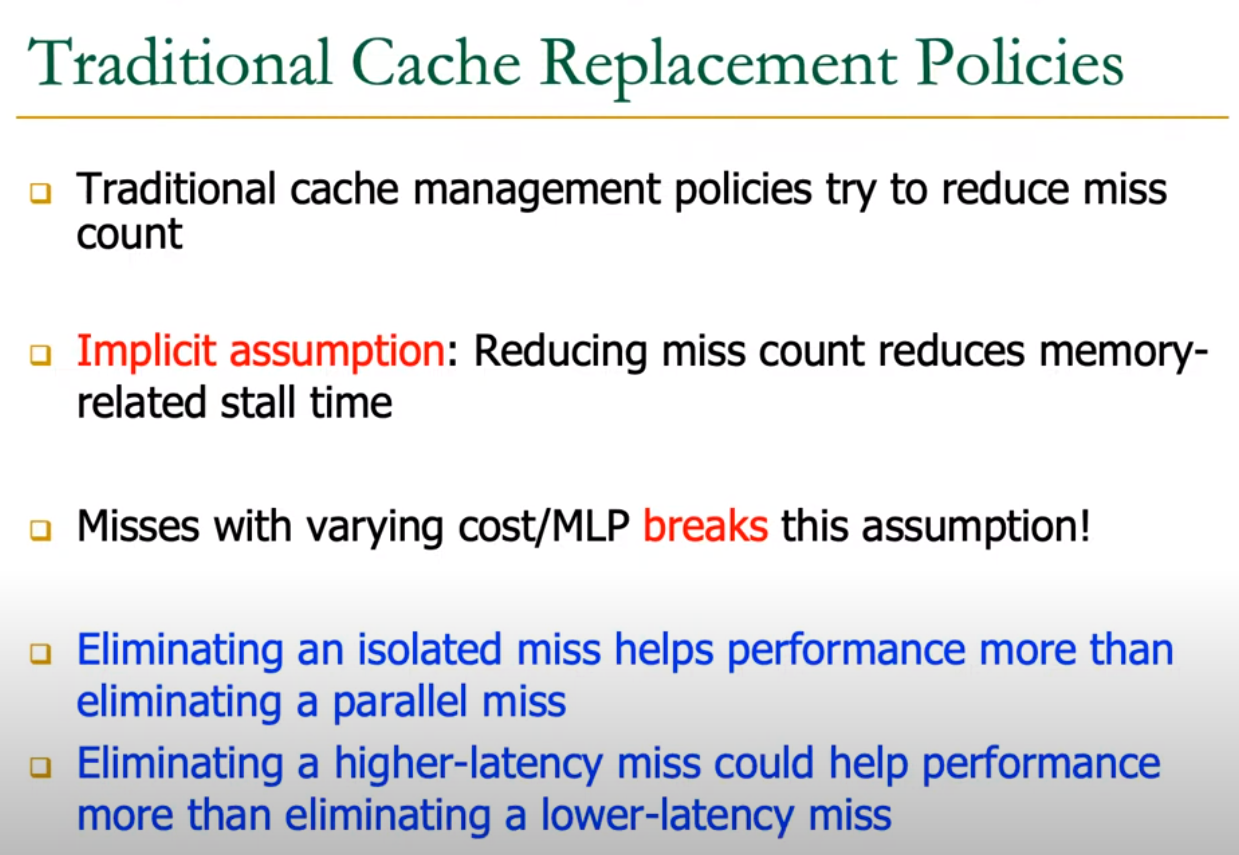 Traditional Cache Replacement Policies
Traditional cache management policies try to reduce miss
count
Implicit assumption: Reducing miss count reduces memory-
related stall time
Misses with varying cost/MLP breaks this assumption!
Eliminating an isolated miss helps performance more than
eliminating a parallel miss
Eliminating a higher-latency miss could help performance
more than eliminating a lower-latency miss